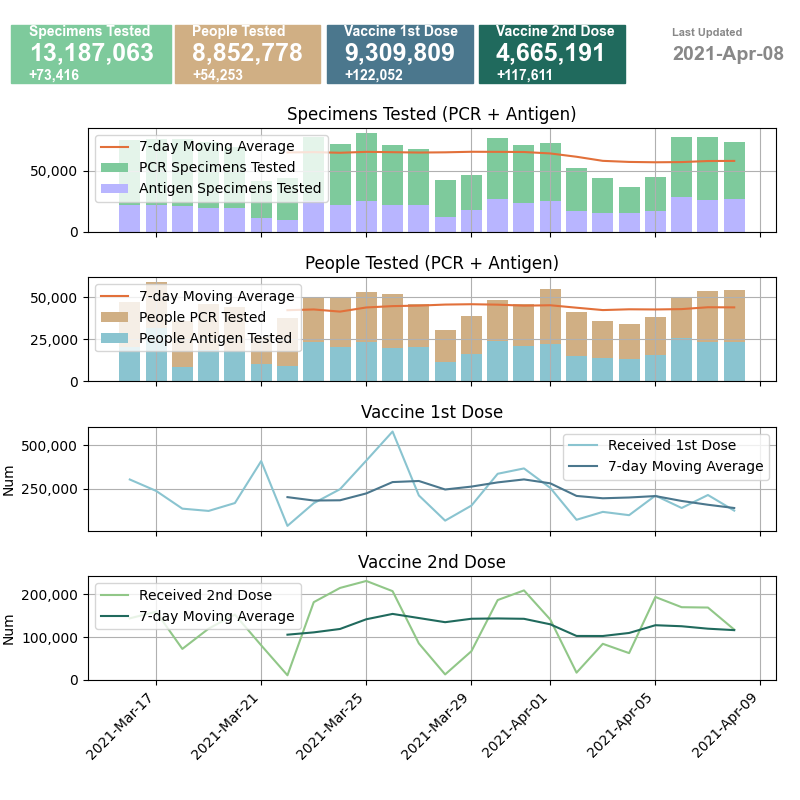 Specimens Tested
13,187,063
+73,416
People Tested
8,852,778
+54,253
Vaccine 1st Dose
9,309,809
+122,052
Vaccine 2nd Dose
4,665,191
+117,611
Last Updated
2021-Apr-08
Specimens Tested (PCR + Antigen)
7-day Moving Average
PCR Specimens Tested
Antigen Specimens Tested
50,000
0
People Tested (PCR + Antigen)
7-day Moving Average
People PCR Tested
People Antigen Tested
50,000
25,000
0
Vaccine 1st Dose
Received 1st Dose
7-day Moving Average
500,000
250,000
Num
Vaccine 2nd Dose
Received 2nd Dose
7-day Moving Average
200,000
100,000
0
Num
2021-Mar-17
2021-Mar-21
2021-Mar-25
2021-Mar-29
2021-Apr-01
2021-Apr-05
2021-Apr-09